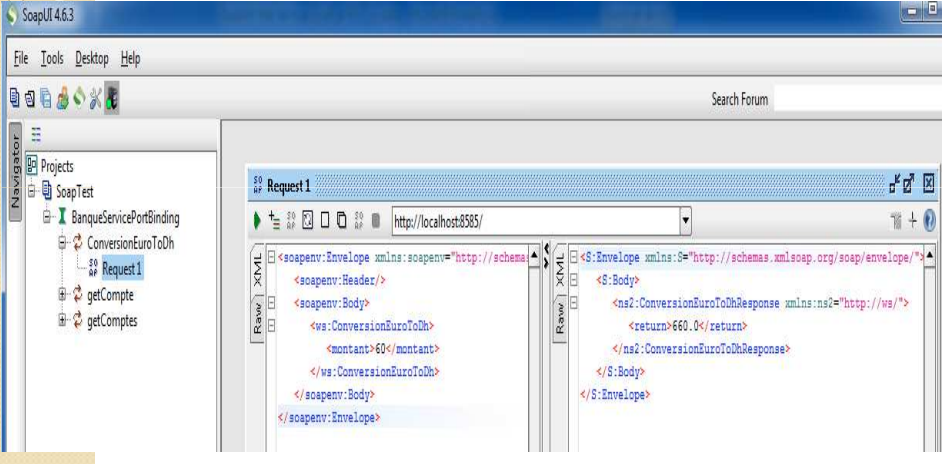 SoapUI 4.6.3
File Tools Desktop Help
Search Forum
Navigator
Projects
SoapTest
BanqueServicePortBinding
ConversionEuroToDh
Request 1
getCompte
getComptes
SO AP Request 1
http://localhost:8585/
XML
Raw
<soapenv:Envelope xmlns:soapenv="http://schemas
<soapenv:Header/>
<soapenv:Body>
<ws:ConversionEuroToDh>
<montant>60</montant>
</ws:ConversionEuroToDh>
</soapenv:Body>
</soapenv:Envelope>
XML
Raw
<S:Envelope xmlns:S="http://schemas.xmlsoap.org/soap/envelope/">
<S:Body>
<ns2:ConversionEuroToDhResponse xmlns:ns2="http://ws/">
<return>660.0</return>
</ns2:ConversionEuroToDhResponse>
</S:Body>
</S:Envelope>